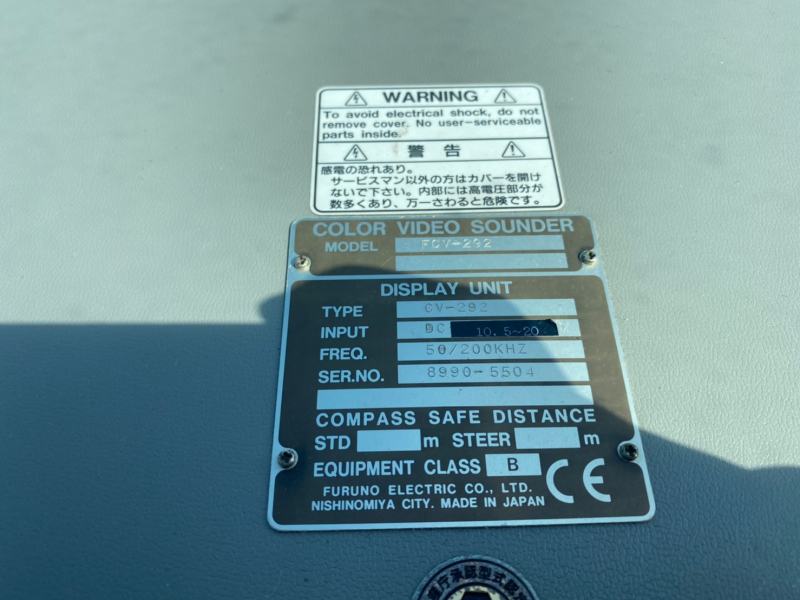 WARNING
To avoid electrical shock, do not
remove cover. No user-serviceable
parts inside.
警告
感電の恐れあり。
サービスマン以外の方はカバーを開け
ないで下さい。内部には高電圧部分が
数多くあり、万一さわると危険です。
COLOR VIDEO SOUNDER
MODEL FCV-292
DISPLAY UNIT
TYPE CV-292
INPUT DC 10.5~20 V
FREQ. 50/200KHZ
SER.NO. 8990-5504
COMPASS SAFE DISTANCE
STD m STEER m
EQUIPMENT CLASS B
CE
FURUNO ELECTRIC CO., LTD.
NISHINOMIYA CITY. MADE IN JAPAN
庁承認型式